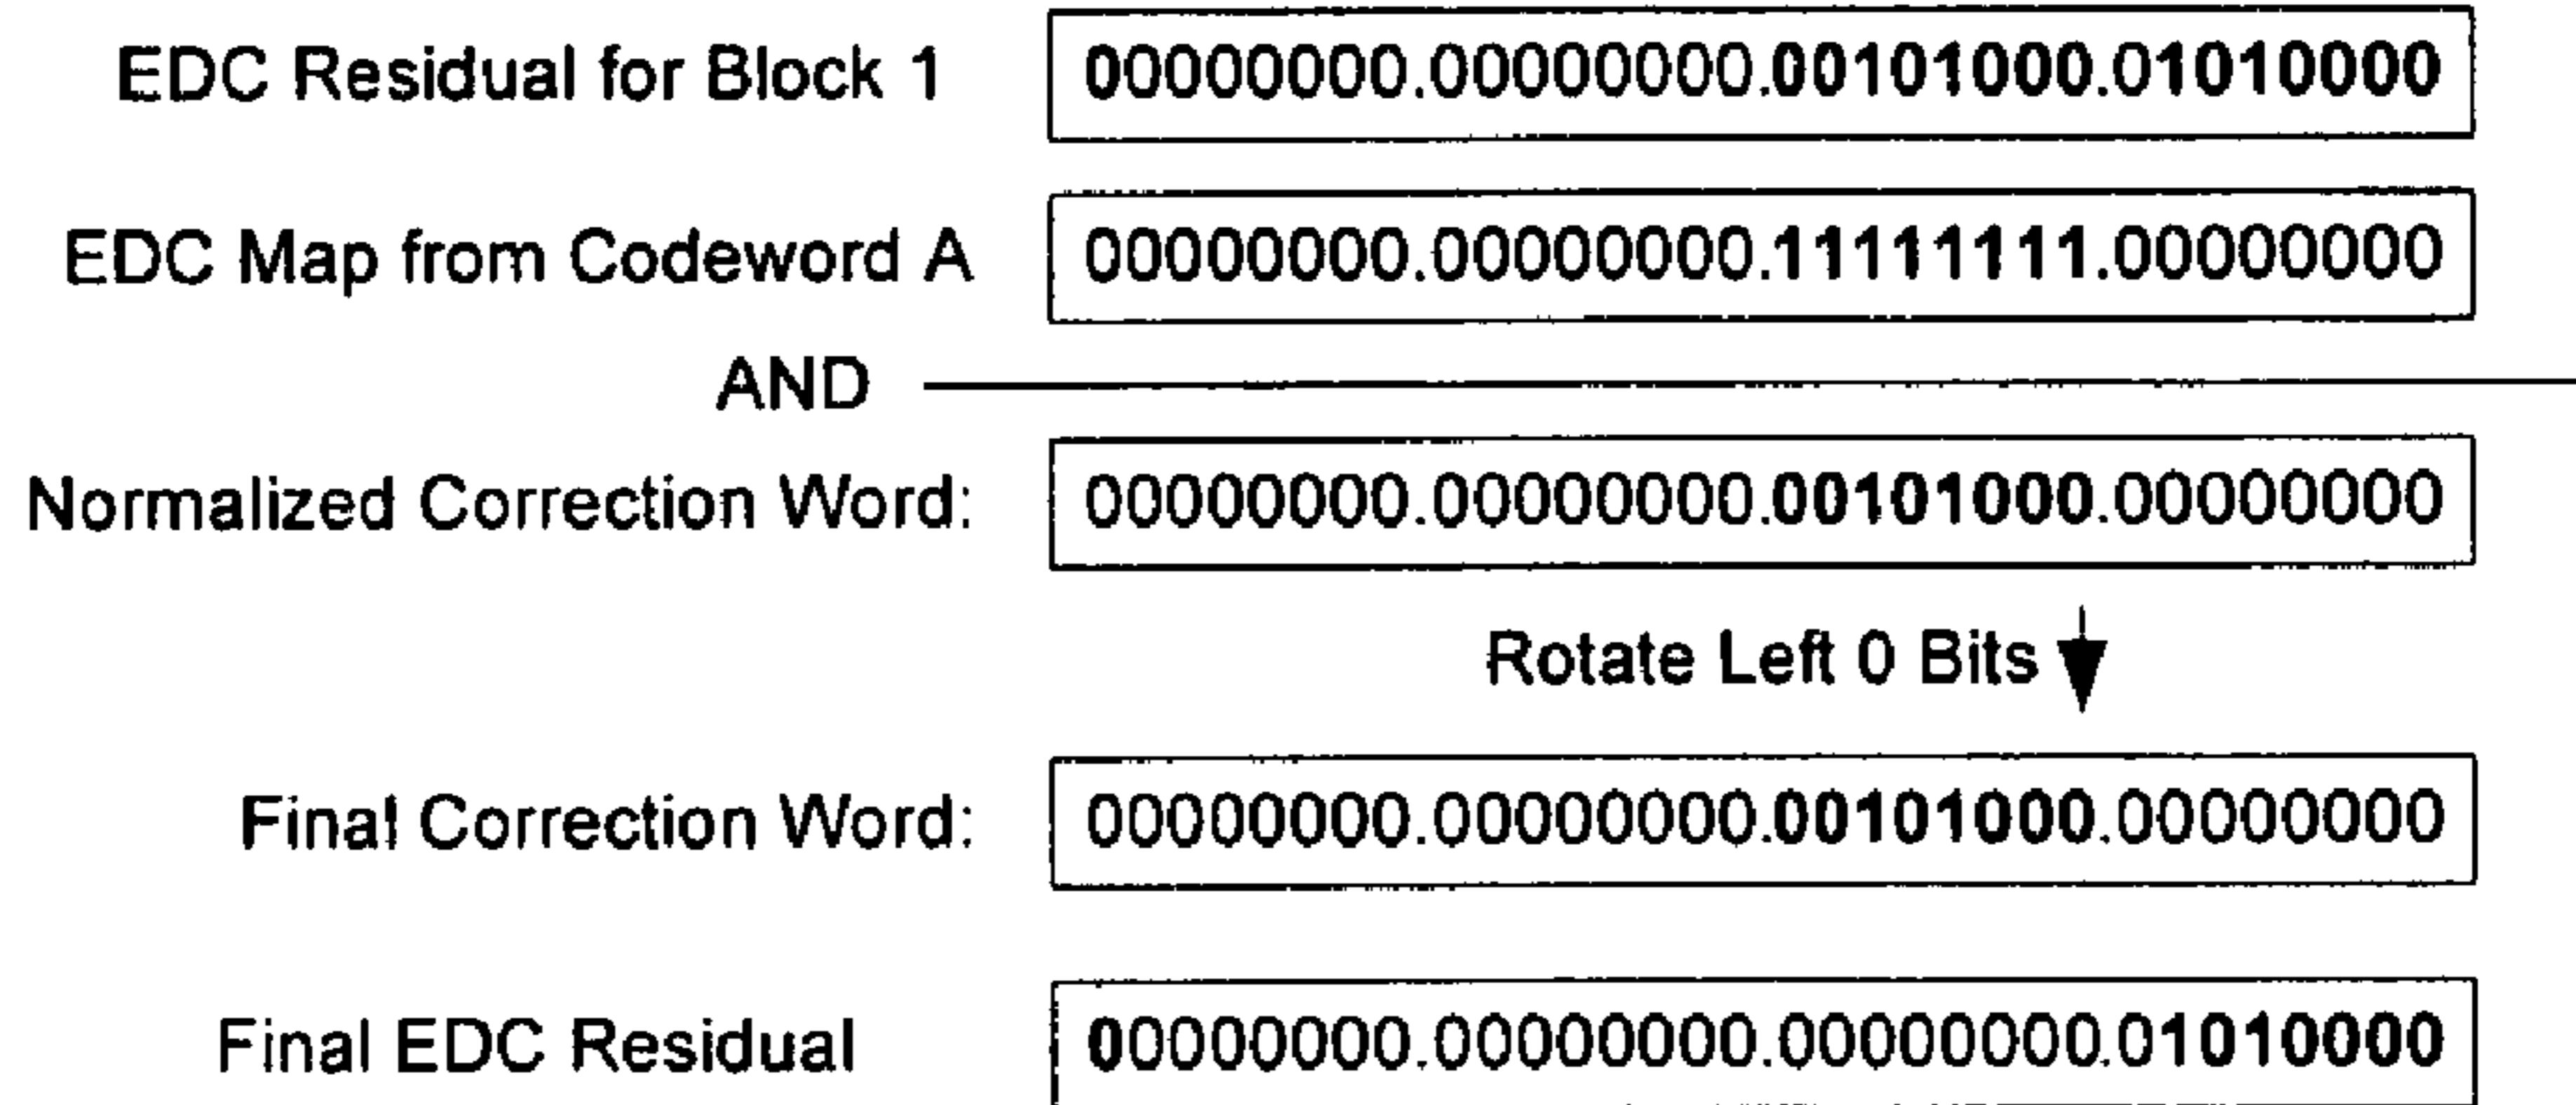 EDC Residual for Block 1 00000000.00000000.00101000.01010000
EDC Map from Codeword A 00000000.00000000.11111111.00000000
AND
Normalized Correction Word: 00000000.00000000.00101000.00000000
Rotate Left 0 Bits
Final Correction Word: 00000000.00000000.00101000.00000000
Final EDC Residual 00000000.00000000.00000000.01010000